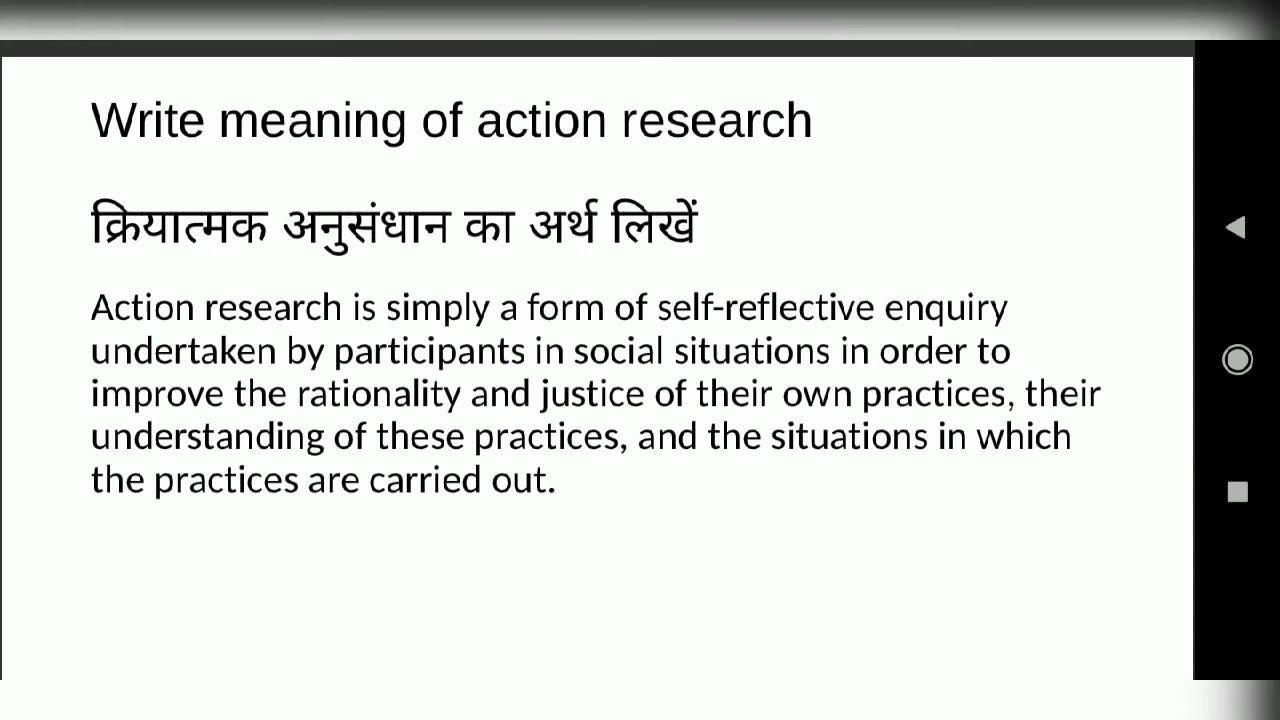 Write meaning of action research
क्रियात्मक अनुसंधान का अर्थ लिखें
Action research is simply a form of self-reflective enquiry
undertaken by participants in social situations in order to
improve the rationality and justice of their own practices, their
understanding of these practices, and the situations in which
the practices are carried out.